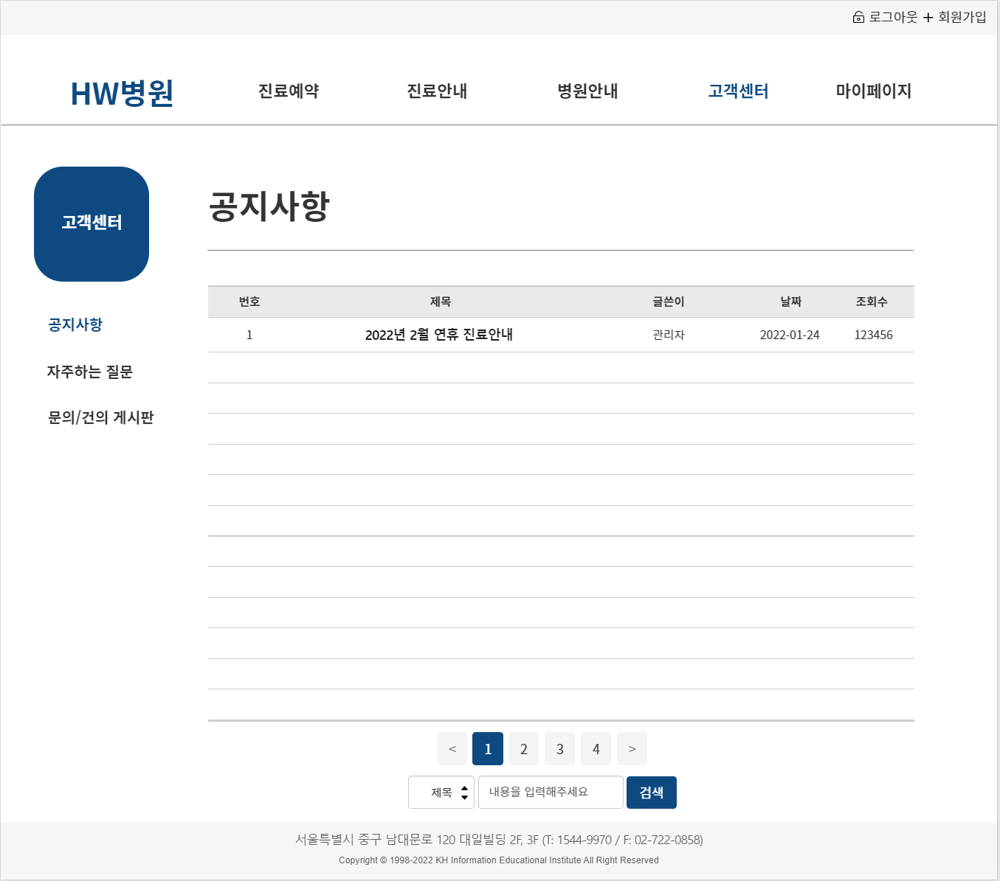 로그아웃 + 회원가입
HW병원 진료예약 진료안내 병원안내 고객센터 마이페이지
고객센터
공지사항
자주하는 질문
문의/건의 게시판
공지사항
번호 제목 글쓴이 날짜 조회수
1 2022년 2월 연휴 진료안내 관리자 2022-01-24 123456
< 1 2 3 4 >
제목 내용을 입력해주세요 검색
서울특별시 중구 남대문로 120 대일빌딩 2F, 3F (T: 1544-9970 / F: 02-722-0858)
Copyright © 1998-2022 KH Information Educational Institute All Right Reserved